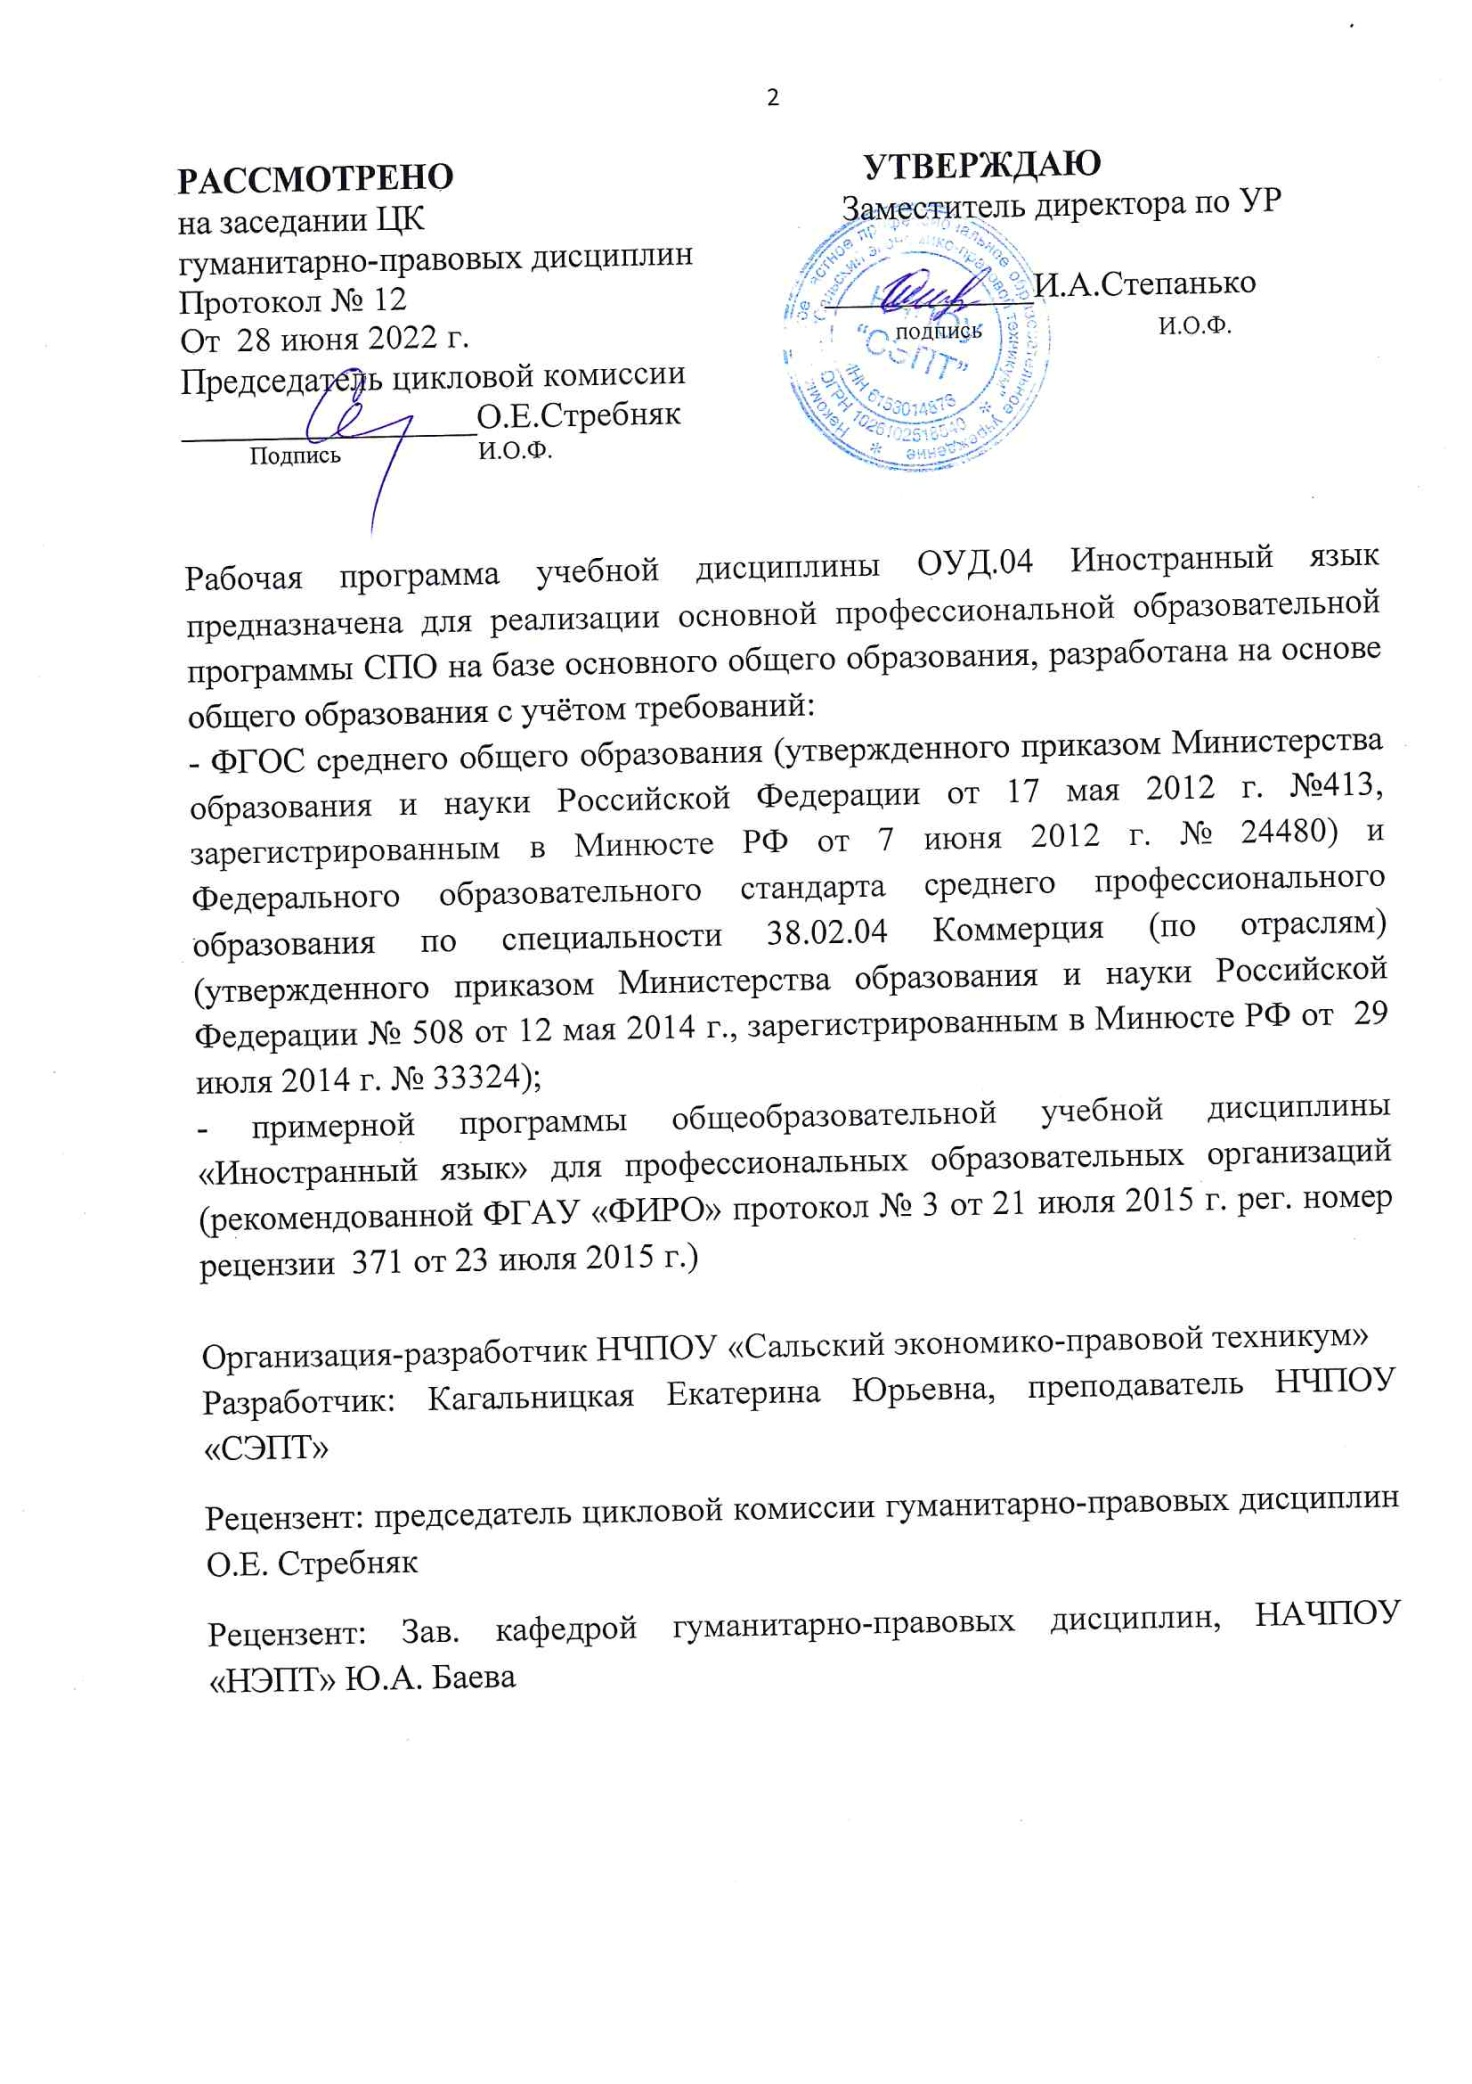 2
РАССМОТРЕНО
на заседании ЦК
гуманитарно-правовых дисциплин
Протокол № 12
От 28 июня 2022 г.
Председатель цикловой комиссии
О.Е.Стребняк
Подпись И.О.Ф.
УТВЕРЖДАЮ
Заместитель директора по УР
И.А.Степанько
подпись И.О.Ф.
"СЭПТ"
ИНН 6153014876
Рабочая программа учебной дисциплины ОУД.04 Иностранный язык
предназначена для реализации основной профессиональной образовательной
программы СПО на базе основного общего образования, разработана на основе
общего образования с учётом требований:
- ФГОС среднего общего образования (утвержденного приказом Министерства
образования и науки Российской Федерации от 17 мая 2012 г. №413,
зарегистрированным в Минюсте РФ от 7 июня 2012 г. № 24480) и
Федерального образовательного стандарта среднего профессионального
образования по специальности 38.02.04 Коммерция (по отраслям)
(утвержденного приказом Министерства образования и науки Российской
Федерации № 508 от 12 мая 2014 г., зарегистрированным в Минюсте РФ от 29
июля 2014 г. № 33324);
- примерной программы общеобразовательной учебной дисциплины
«Иностранный язык» для профессиональных образовательных организаций
(рекомендованной ФГАУ «ФИРО» протокол № 3 от 21 июля 2015 г. рег. номер
рецензии 371 от 23 июля 2015 г.)
Организация-разработчик НЧПОУ «Сальский экономико-правовой техникум»
Разработчик: Кагальницкая Екатерина Юрьевна, преподаватель НЧПОУ
«СЭПТ»
Рецензент: председатель цикловой комиссии гуманитарно-правовых дисциплин
О.Е. Стребняк
Рецензент: Зав. кафедрой гуманитарно-правовых дисциплин, НАЧПОУ
«НЭПТ» Ю.А. Баева